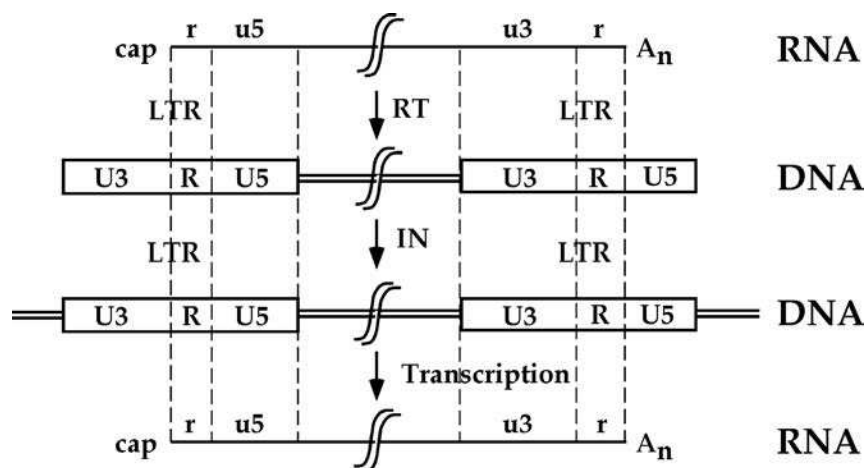 r u5 u3 r
cap An RNA
LTR RT LTR
U3 R U5 U3 R U5 DNA
LTR IN LTR
U3 R U5 U3 R U5 DNA
Transcription
r u5 u3 r
cap An RNA